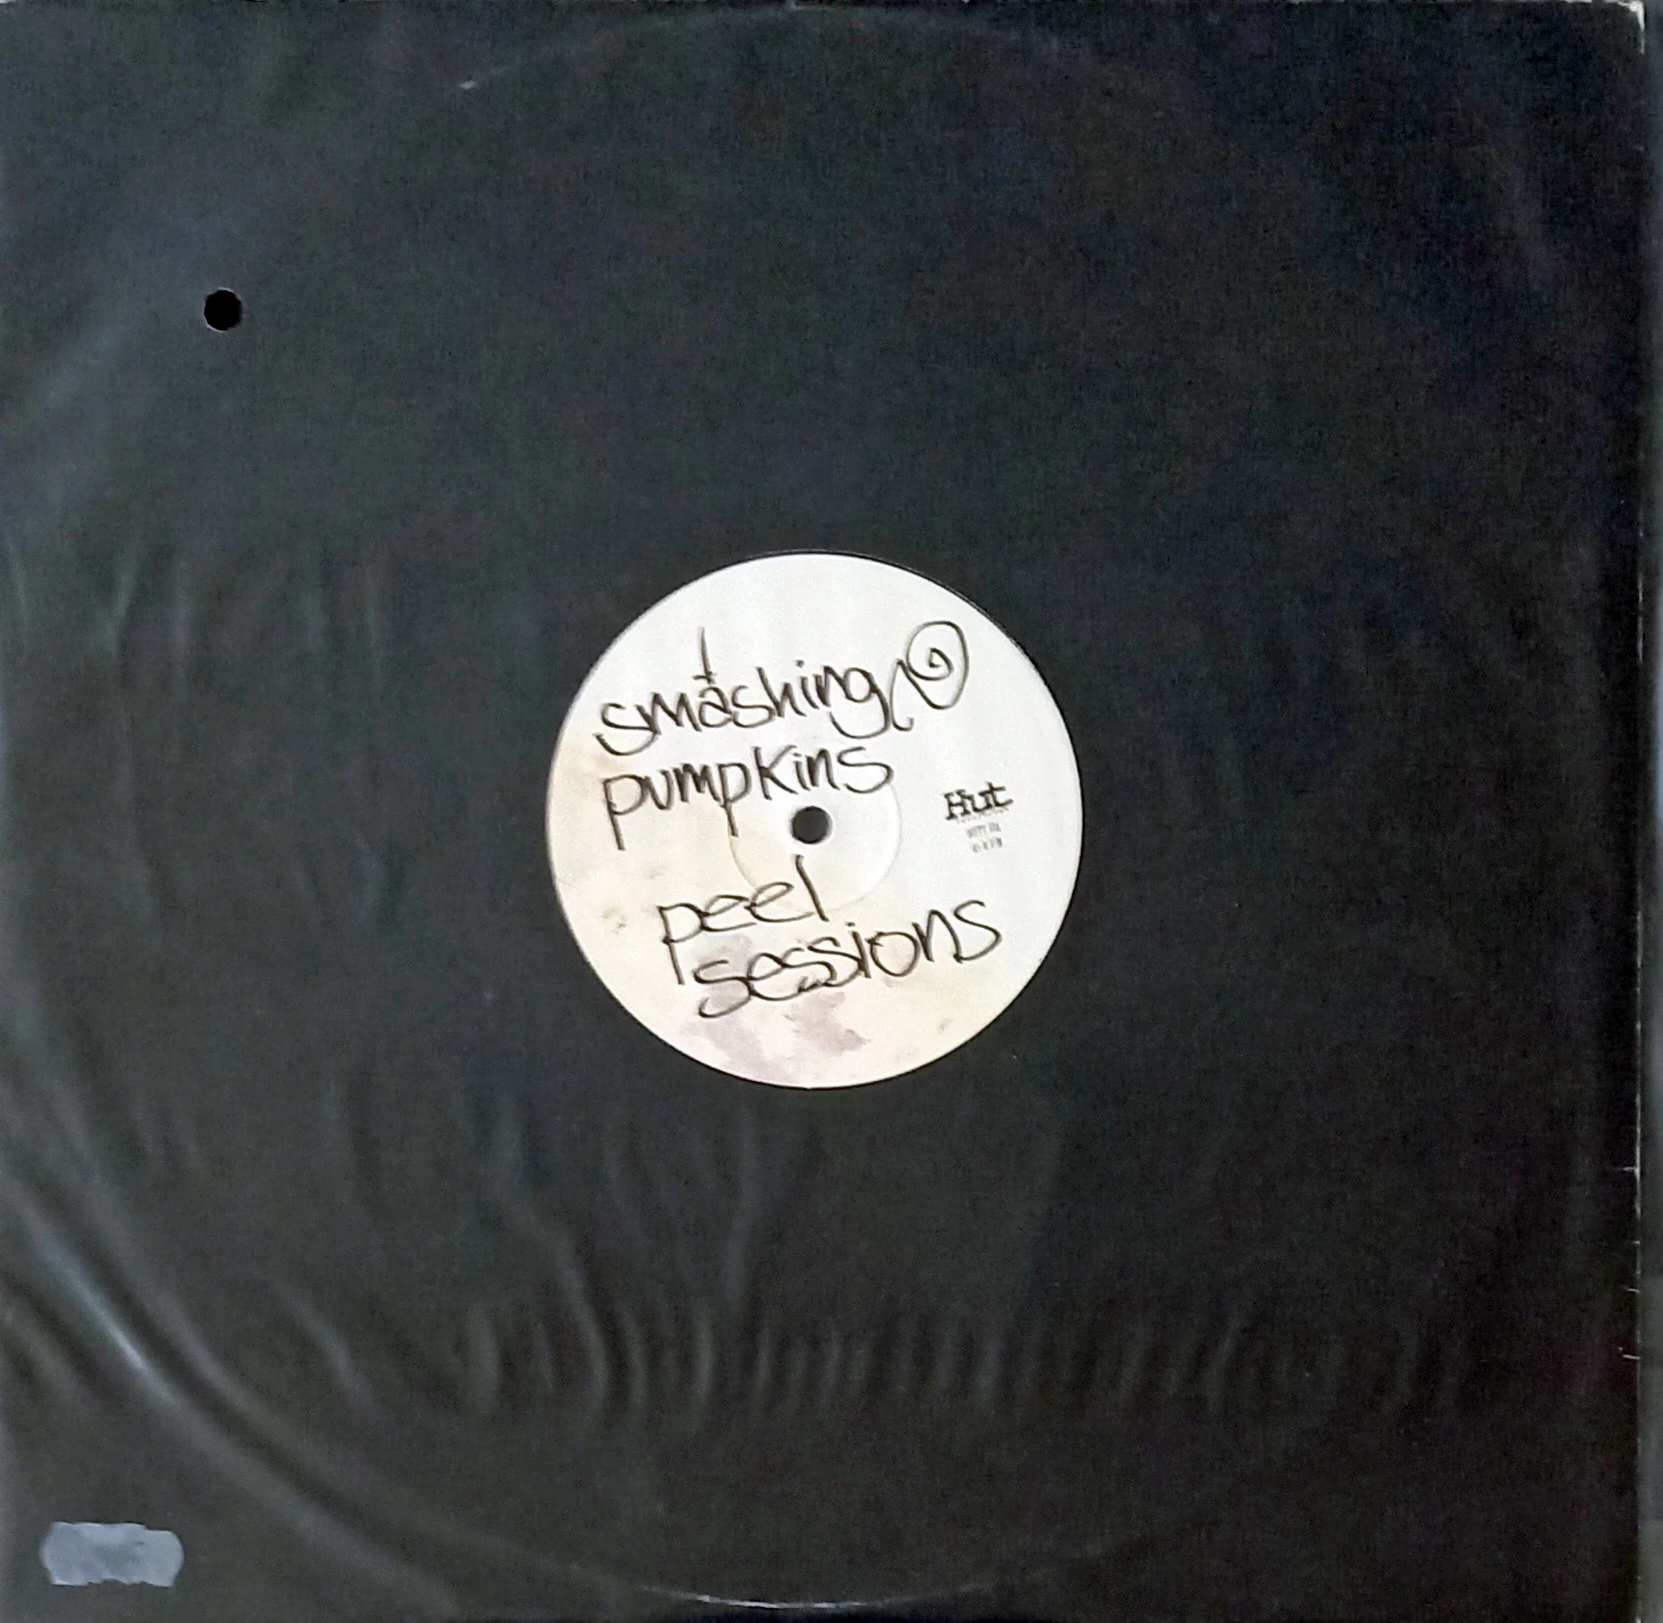 smashing
pumpkins
Hut
peel
sessions